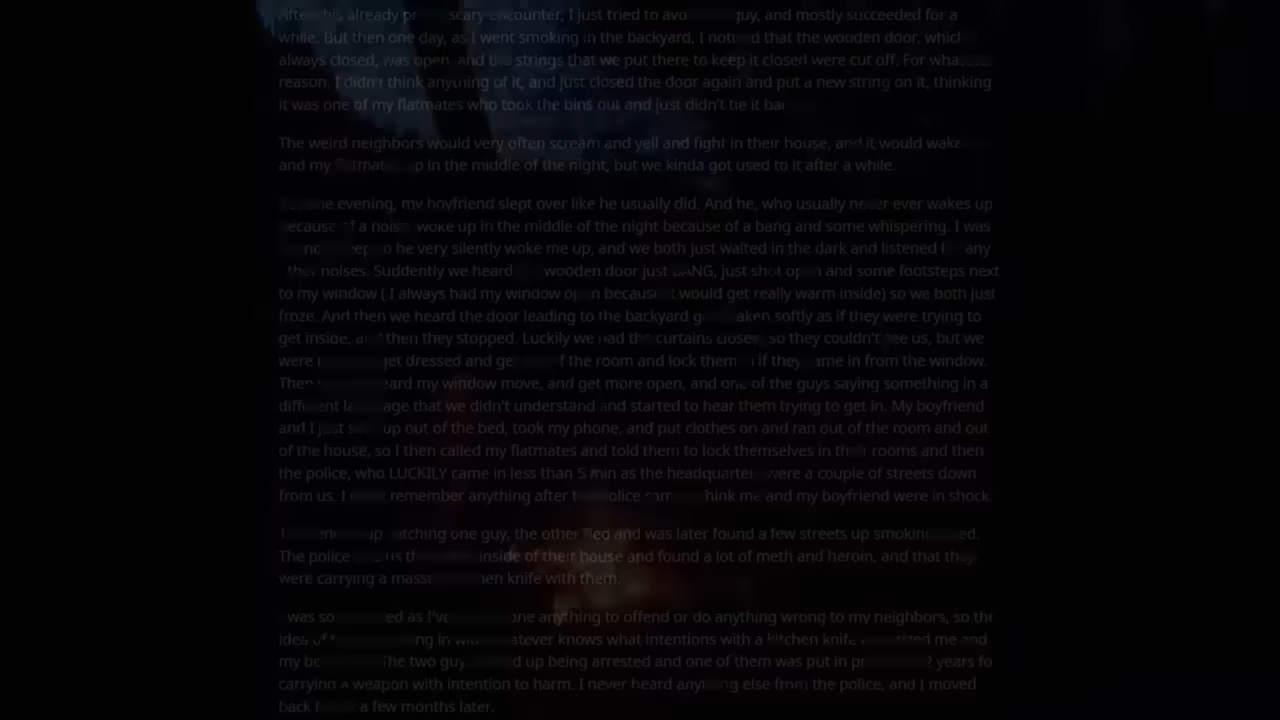 After his already scary encounter, I just tried to guy, and mostly succeeded for a
while. But then one day, as I went smoking in the backyard, I noticed that the wooden door, which
always closed, was open, and the strings that we put there to keep it closed were cut off. For whatever
reason, I didn't think anything of it, and just closed the door again and put a new string on it, thinking
it was one of my flatmates who took the bins out and just didn't tie it back
The weird neighbors would very often scream and yell and fight in their house, and it would wake
and my flatmates up in the middle of the night, but we kinda got used to it after a while.
one evening, my boyfriend slept over like he usually did. And he, who usually never ever wakes up
because of a noise woke up in the middle of the night because of a bang and some whispering. I was
he very silently woke me up, and we both just waited in the dark and listened for any
other noises. Suddenly we heard wooden door just BANG, just shot open and some footsteps next
to my window ( I always had my window open because it would get really warm inside) so we both just
froze. And then we heard the door leading to the backyard softly as if they were trying to
get inside, and then they stopped. Luckily we had the curtains closed, so they couldn't see us, but we
were get dressed and get of the room and lock them if they came in from the window.
Then heard my window move, and get more open, and one of the guys saying something in a
different language that we didn't understand and started to hear them trying to get in. My boyfriend
and I just up out of the bed, took my phone, and put clothes on and ran out of the room and out
of the house, so I then called my flatmates and told them to lock themselves in their rooms and then
the police, who LUCKILY came in less than 5 min as the headquarters were a couple of streets down
from us. I remember anything after the police think me and my boyfriend were in shock.
up catching one guy, the other fled and was later found a few streets up smoking
The police us inside of their house and found a lot of meth and heroin, and that they
were carrying a massive kitchen knife with them.
was so as I've done anything to offend or do anything wrong to my neighbors, so the
idea of whatever knows what intentions with a kitchen knife me and
my The two guys up being arrested and one of them was put in 2 years for
carrying a weapon with intention to harm. I never heard anything else from the police, and I moved
back a few months later.